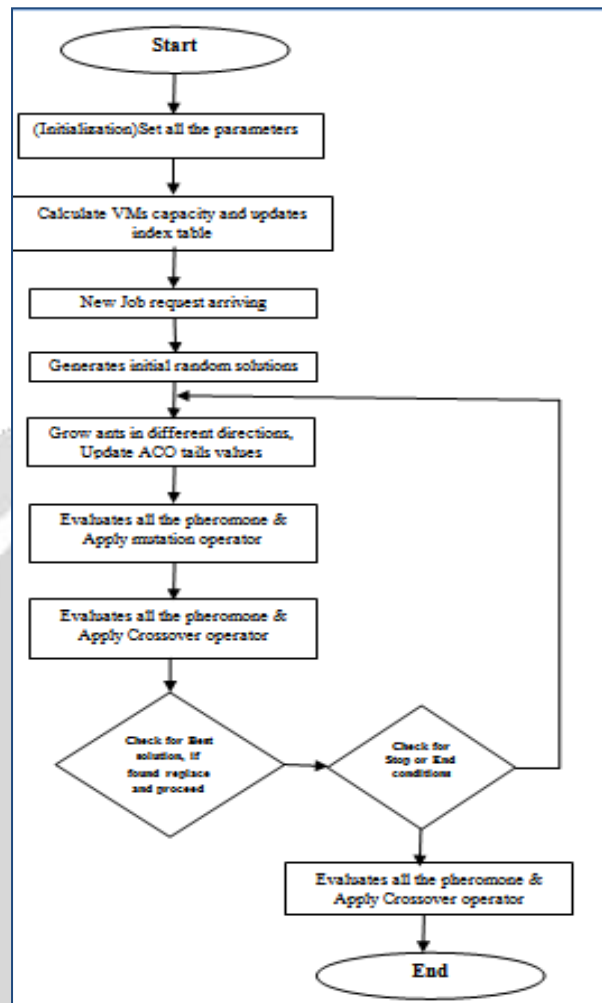 Start
(Initialization)Set all the parameters
Calculate VMs capacity and updates
index table
New Job request arriving
Generates initial random solutions
Grow ants in different directions,
Update ACO tails values
Evaluates all the pheromone &
Apply mutation operator
Evaluates all the pheromone &
Apply Crossover operator
Check for Best
solution, if
found replace
and proceed
Check for
Stop or End
conditions
Evaluates all the pheromone &
Apply Crossover operator
End